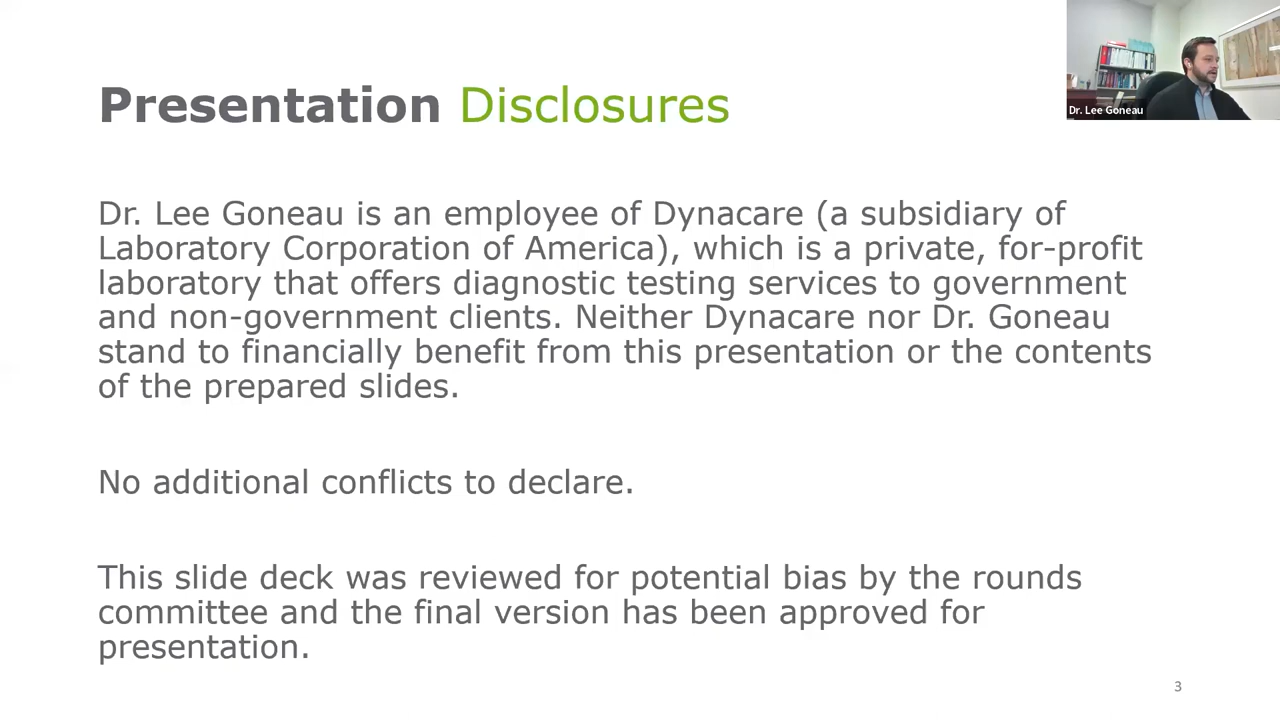 Presentation Disclosures
Dr. Lee Goneau
Dr. Lee Goneau is an employee of Dynacare (a subsidiary of
Laboratory Corporation of America), which is a private, for-profit
laboratory that offers diagnostic testing services to government
and non-government clients. Neither Dynacare nor Dr. Goneau
stand to financially benefit from this presentation or the contents
of the prepared slides.
No additional conflicts to declare.
This slide deck was reviewed for potential bias by the rounds
committee and the final version has been approved for
presentation.
3